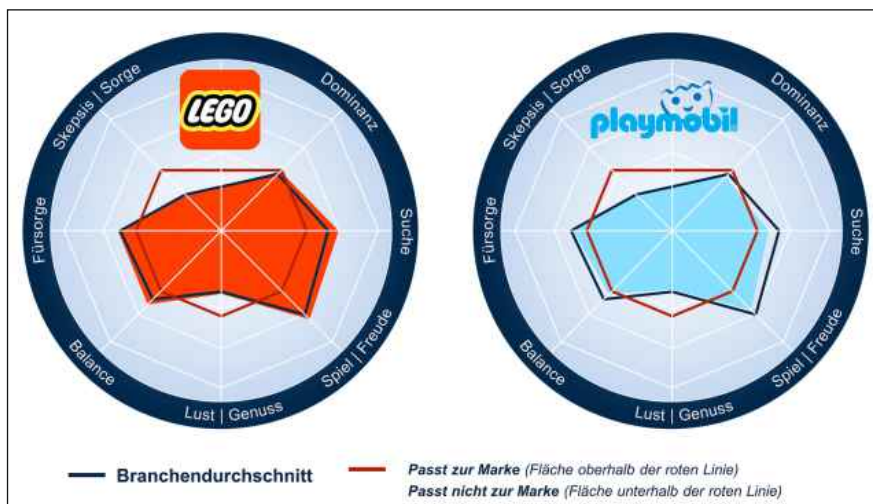 LEGO
Skepsis | Sorge
Dominanz
Fürsorge
Suche
Balance
Spiel | Freude
Lust | Genuss
playmobil
Skepsis | Sorge
Dominanz
Fürsorge
Suche
Balance
Spiel | Freude
Lust | Genuss
Branchendurchschnitt
Passt zur Marke (Fläche oberhalb der roten Linie)
Passt nicht zur Marke (Fläche unterhalb der roten Linie)